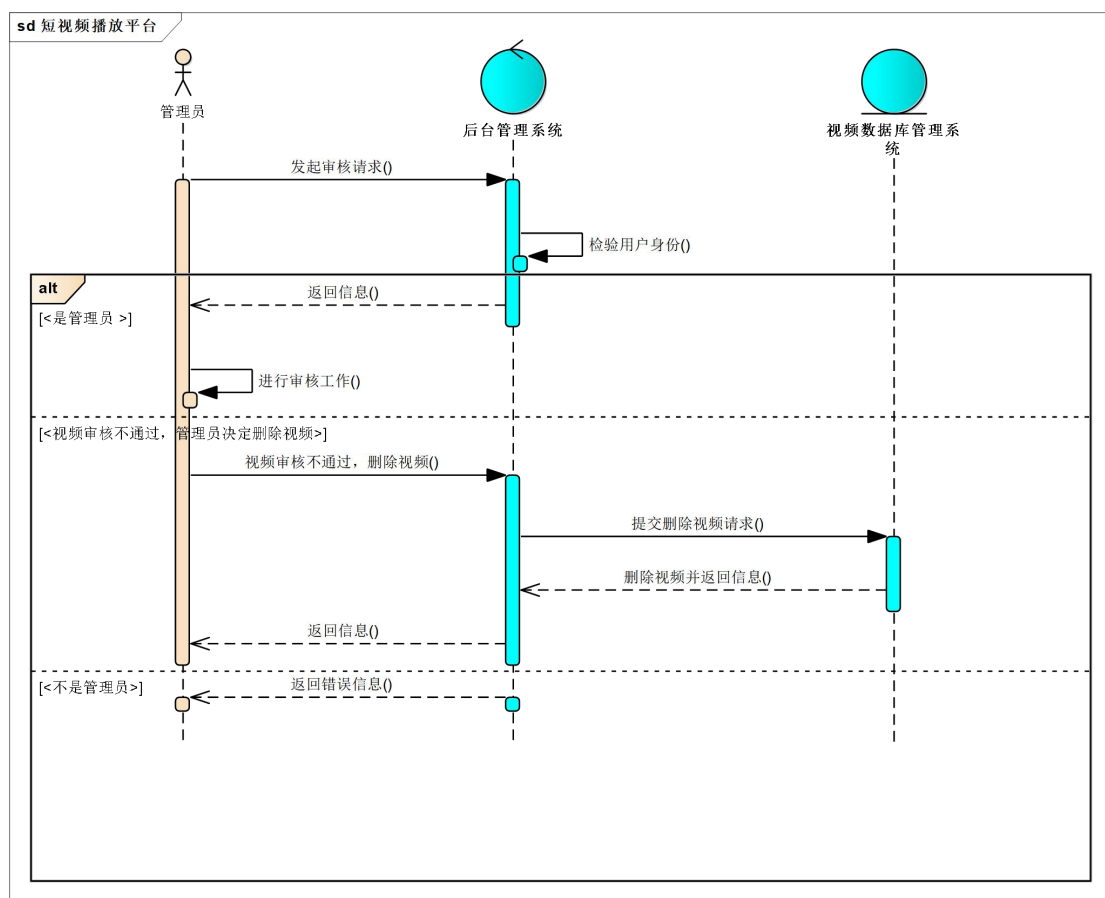 sd 短视频播放平台
管理员
后台管理系统
视频数据库管理系
统
发起审核请求()
检验用户身份()
alt
返回信息()
[<是管理员 >]
进行审核工作()
[<视频审核不通过，管理员决定删除视频>]
视频审核不通过，删除视频()
提交删除视频请求()
删除视频并返回信息()
返回信息()
[<不是管理员>]
返回错误信息()